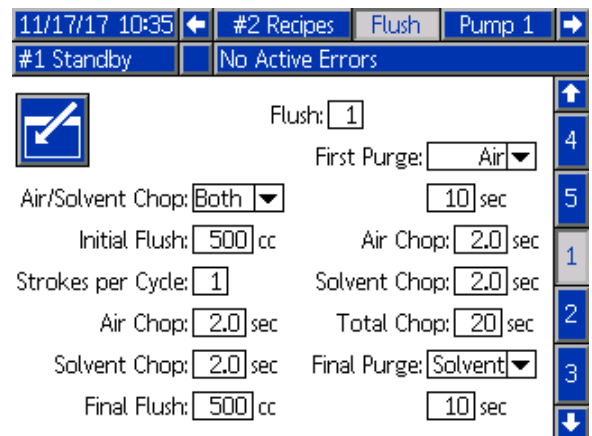 11/17/17 10:35 #2 Recipes Flush Pump 1
#1 Standby No Active Errors
Flush: 1
First Purge: Air
Air/Solvent Chop: Both 10 sec
Initial Flush: 500 cc Air Chop: 2.0 sec
Strokes per Cycle: 1 Solvent Chop: 2.0 sec
Air Chop: 2.0 sec Total Chop: 20 sec
Solvent Chop: 2.0 sec Final Purge: Solvent
Final Flush: 500 cc 10 sec
4
5
1
2
3